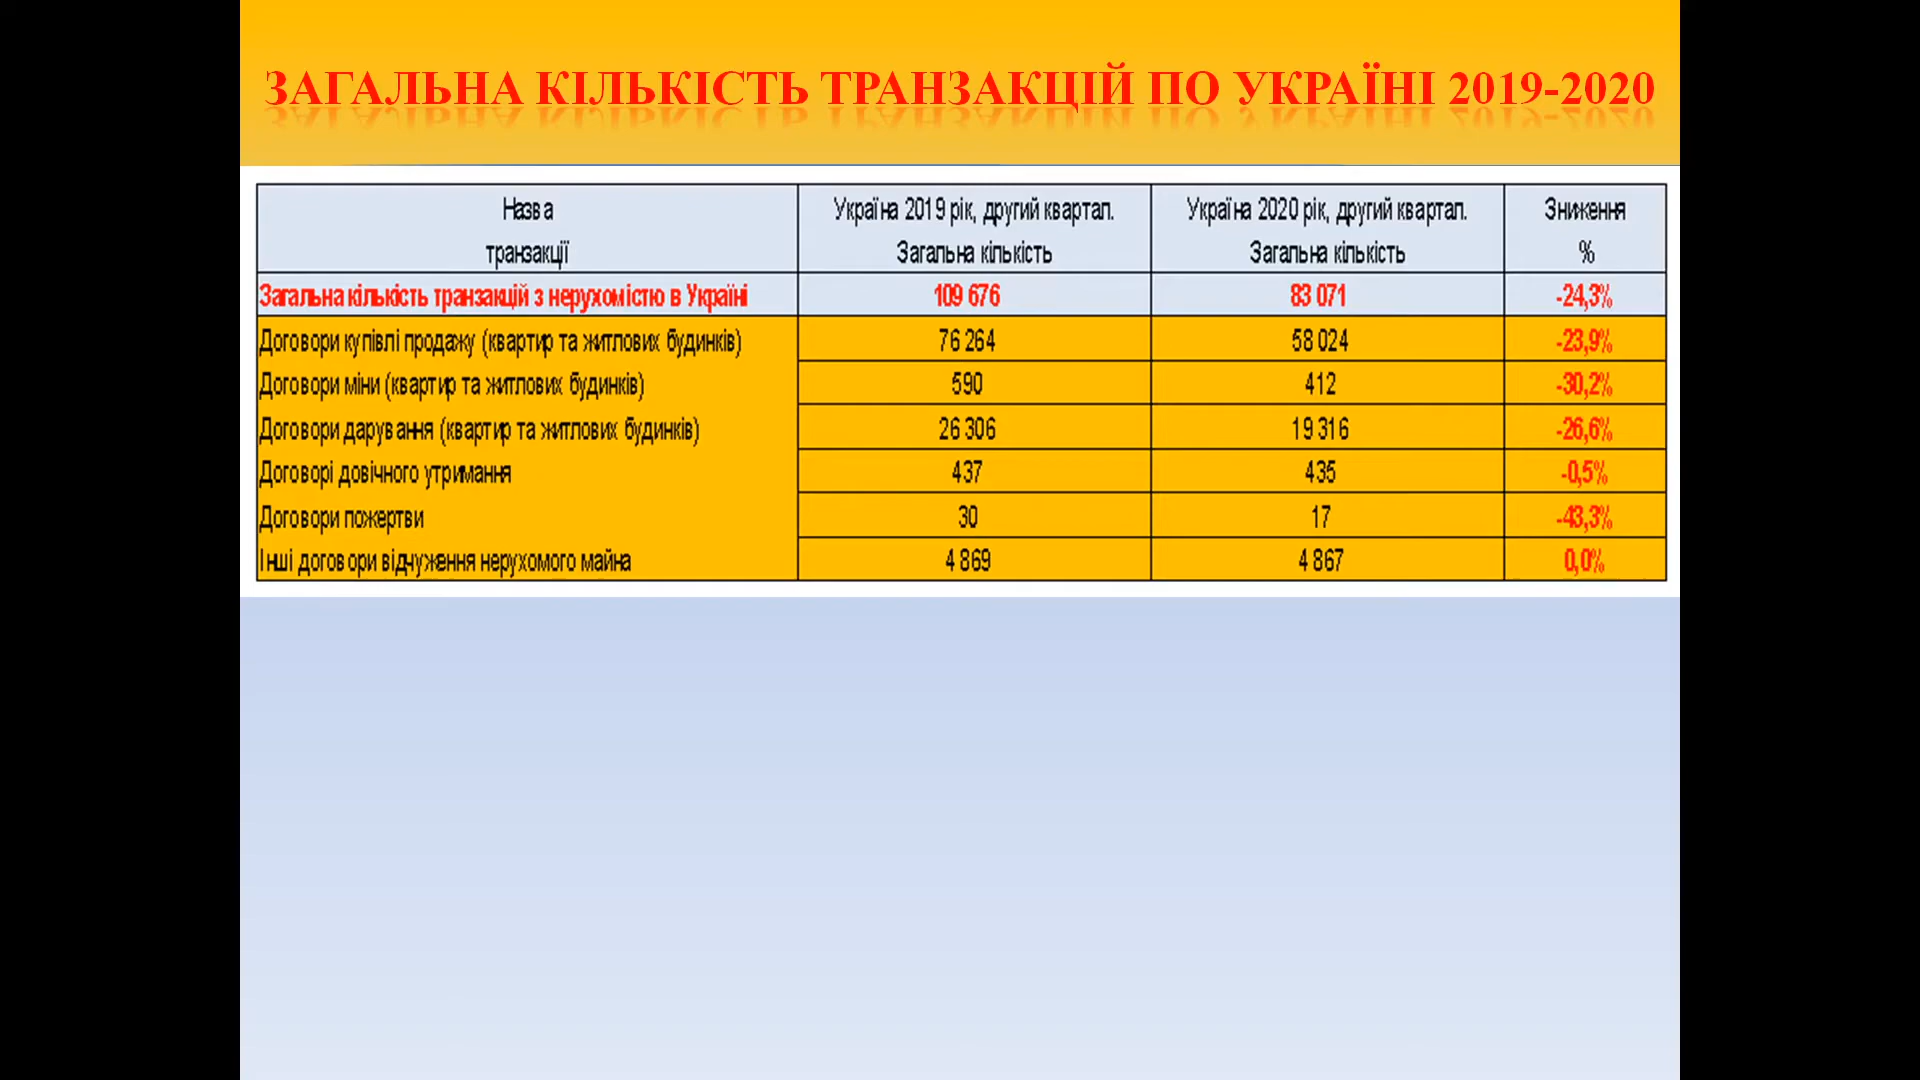 ЗАГАЛЬНА КІЛЬКІСТЬ ТРАНЗАКЦІЙ ПО УКРАЇНІ 2019-2020
Назва транзакції Україна 2019 рік, другий квартал. Загальна кількість Україна 2020 рік, другий квартал. Загальна кількість Зниження %
Загальна кількість транзакцій з нерухомістю в Україні 109 676 83 071 -24,3%
Договори купівлі продажу (квартир та житлових будинків) 76 264 58 024 -23,9%
Договори міни (квартир та житлових будинків) 590 412 -30,2%
Договори дарування (квартир та житлових будинків) 26 306 19 316 -26,6%
Договорі довічного утримання 437 435 -0,5%
Договори пожертви 30 17 -43,3%
Інші договори відчуження нерухомого майна 4 869 4 867 0,0%